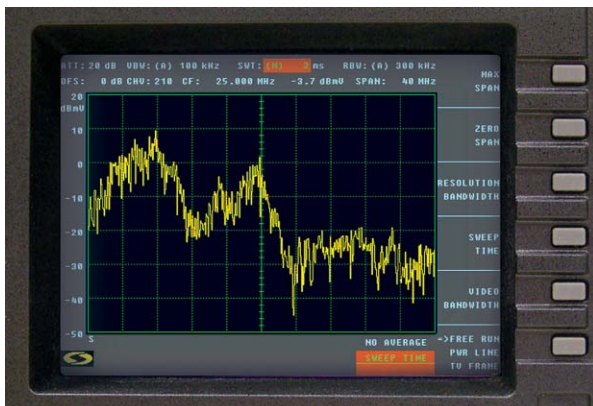 ATT: 20 dB VBW: (A) 100 kHz SWT: (M) 2 ms RBW: (A) 300 kHz
OFS: 0 dB CHV: 210 CF: 25.000 MHz -3.7 dBmV SPAN: 40 MHz
20
dBmV
10
0
-10
-20
-30
-40
-50
S
MAX
SPAN
ZERO
SPAN
RESOLUTION
BANDWIDTH
SWEEP
TIME
VIDEO
BANDWIDTH
NO AVERAGE
SWEEP TIME
->FREE RUN
PWR LINE
TV FRAME